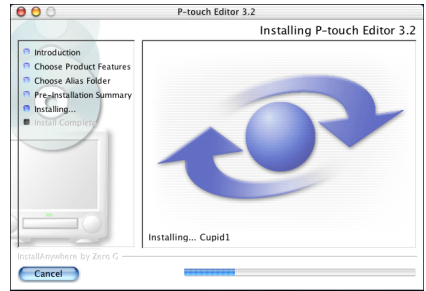 P-touch Editor 3.2
Installing P-touch Editor 3.2
Introduction
Choose Product Features
Choose Alias Folder
Pre-Installation Summary
Installing...
Install Complete
Installing... Cupid1
InstallAnywhere by Zero G
Cancel